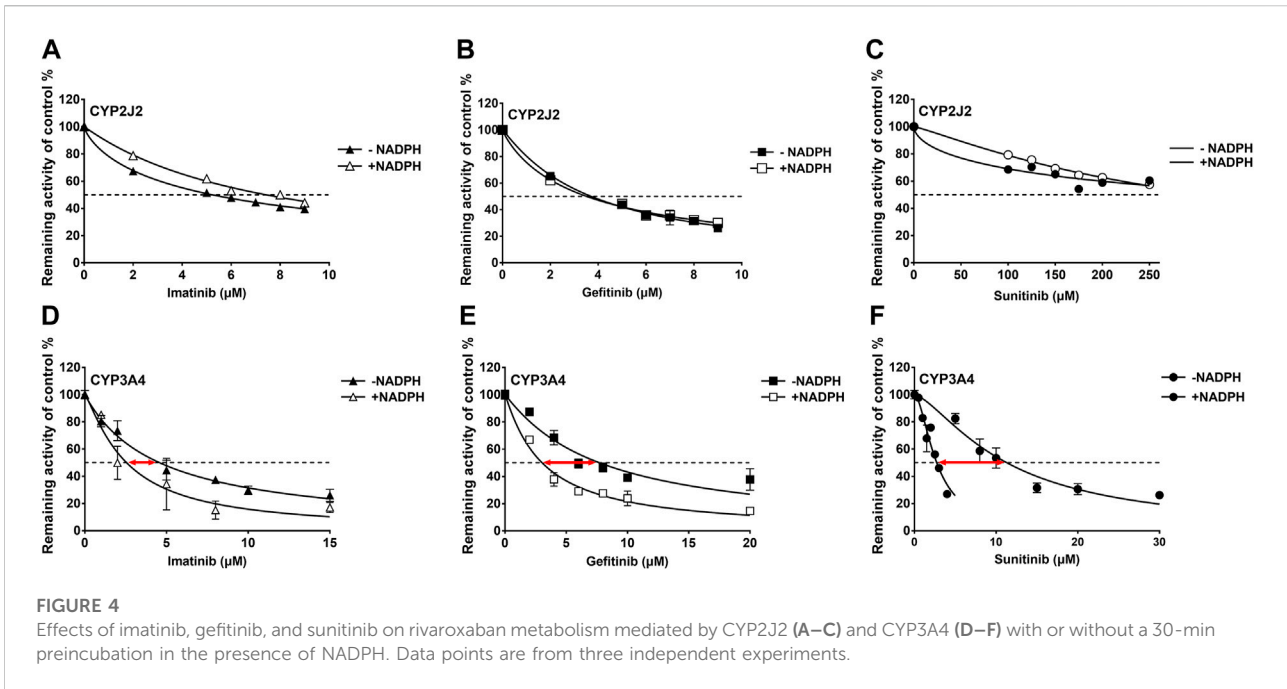 A
Remaining activity of control %
120
100
80
60
40
20
0
CYP2J2
- NADPH
+NADPH
0 2 4 6 8 10
Imatinib (µM)
B
Remaining activity of control %
120
100
80
60
40
20
0
CYP2J2
- NADPH
+NADPH
0 2 4 6 8 10
Gefitinib (µM)
C
Remaining activity of control %
120
100
80
60
40
20
0
CYP2J2
- NADPH
+NADPH
0 50 100 150 200 250
Sunitinib (µM)
D
Remaining activity of control %
120
100
80
60
40
20
0
CYP3A4
-NADPH
+NADPH
0 5 10 15
Imatinib (µM)
E
Remaining activity of control %
120
100
80
60
40
20
0
CYP3A4
-NADPH
+NADPH
0 5 10 15 20
Gefitinib (µM)
F
Remaining activity of control %
120
100
80
60
40
20
0
CYP3A4
-NADPH
+NADPH
0 10 20 30
Sunitinib (µM)
FIGURE 4
Effects of imatinib, gefitinib, and sunitinib on rivaroxaban metabolism mediated by CYP2J2 (A–C) and CYP3A4 (D–F) with or without a 30-min
preincubation in the presence of NADPH. Data points are from three independent experiments.